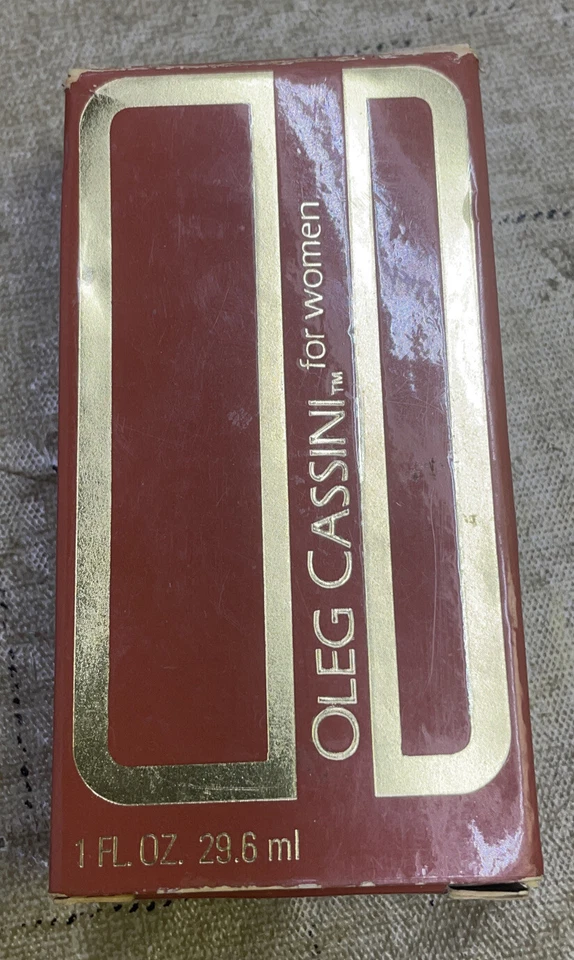 OLEG CASSINI™ for women
1 FL. OZ. 29.6 ml